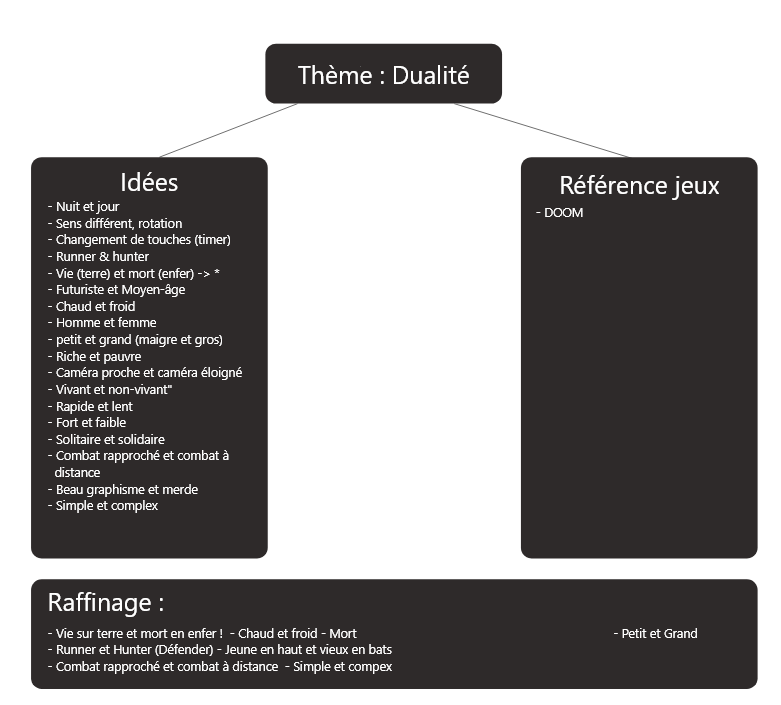 Thème : Dualité
Idées
- Nuit et jour
- Sens différent, rotation
- Changement de touches (timer)
- Runner & hunter
- Vie (terre) et mort (enfer) -> *
- Futuriste et Moyen-âge
- Chaud et froid
- Homme et femme
- petit et grand (maigre et gros)
- Riche et pauvre
- Caméra proche et caméra éloigné
- Vivant et non-vivant"
- Rapide et lent
- Fort et faible
- Solitaire et solidaire
- Combat rapproché et combat à
distance
- Beau graphisme et merde
- Simple et complex
Référence jeux
- DOOM
Raffinage :
- Vie sur terre et mort en enfer ! - Chaud et froid - Mort - Petit et Grand
- Runner et Hunter (Défender) - Jeune en haut et vieux en bats
- Combat rapproché et combat à distance - Simple et compex